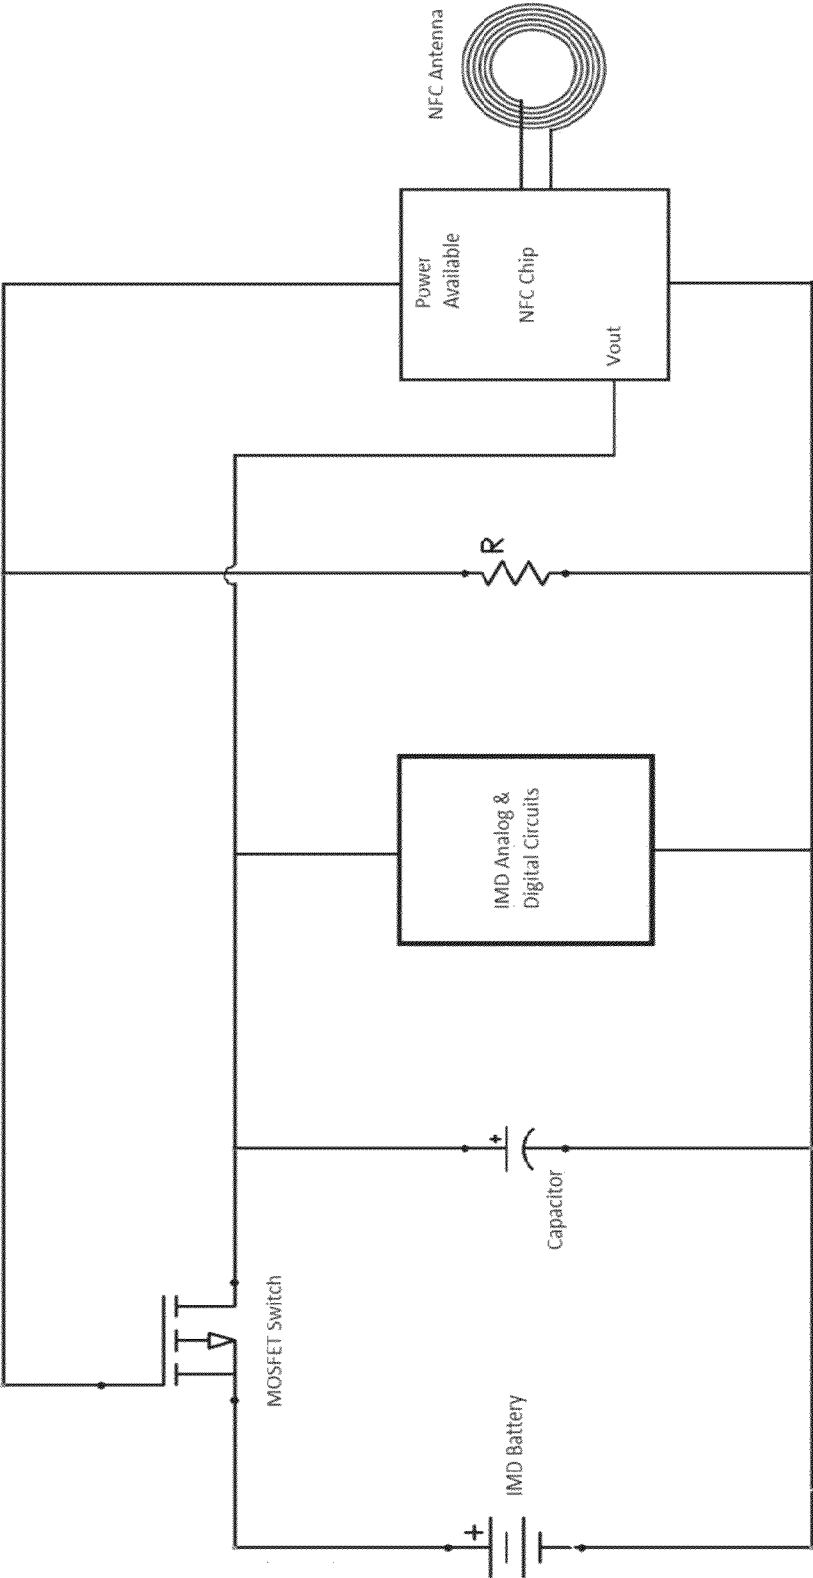 NFC Antenna
Power
Available
NFC Chip
Vout
R
IMD Analog &
Digital Circuits
+
Capacitor
MOSFET Switch
+
IMD Battery